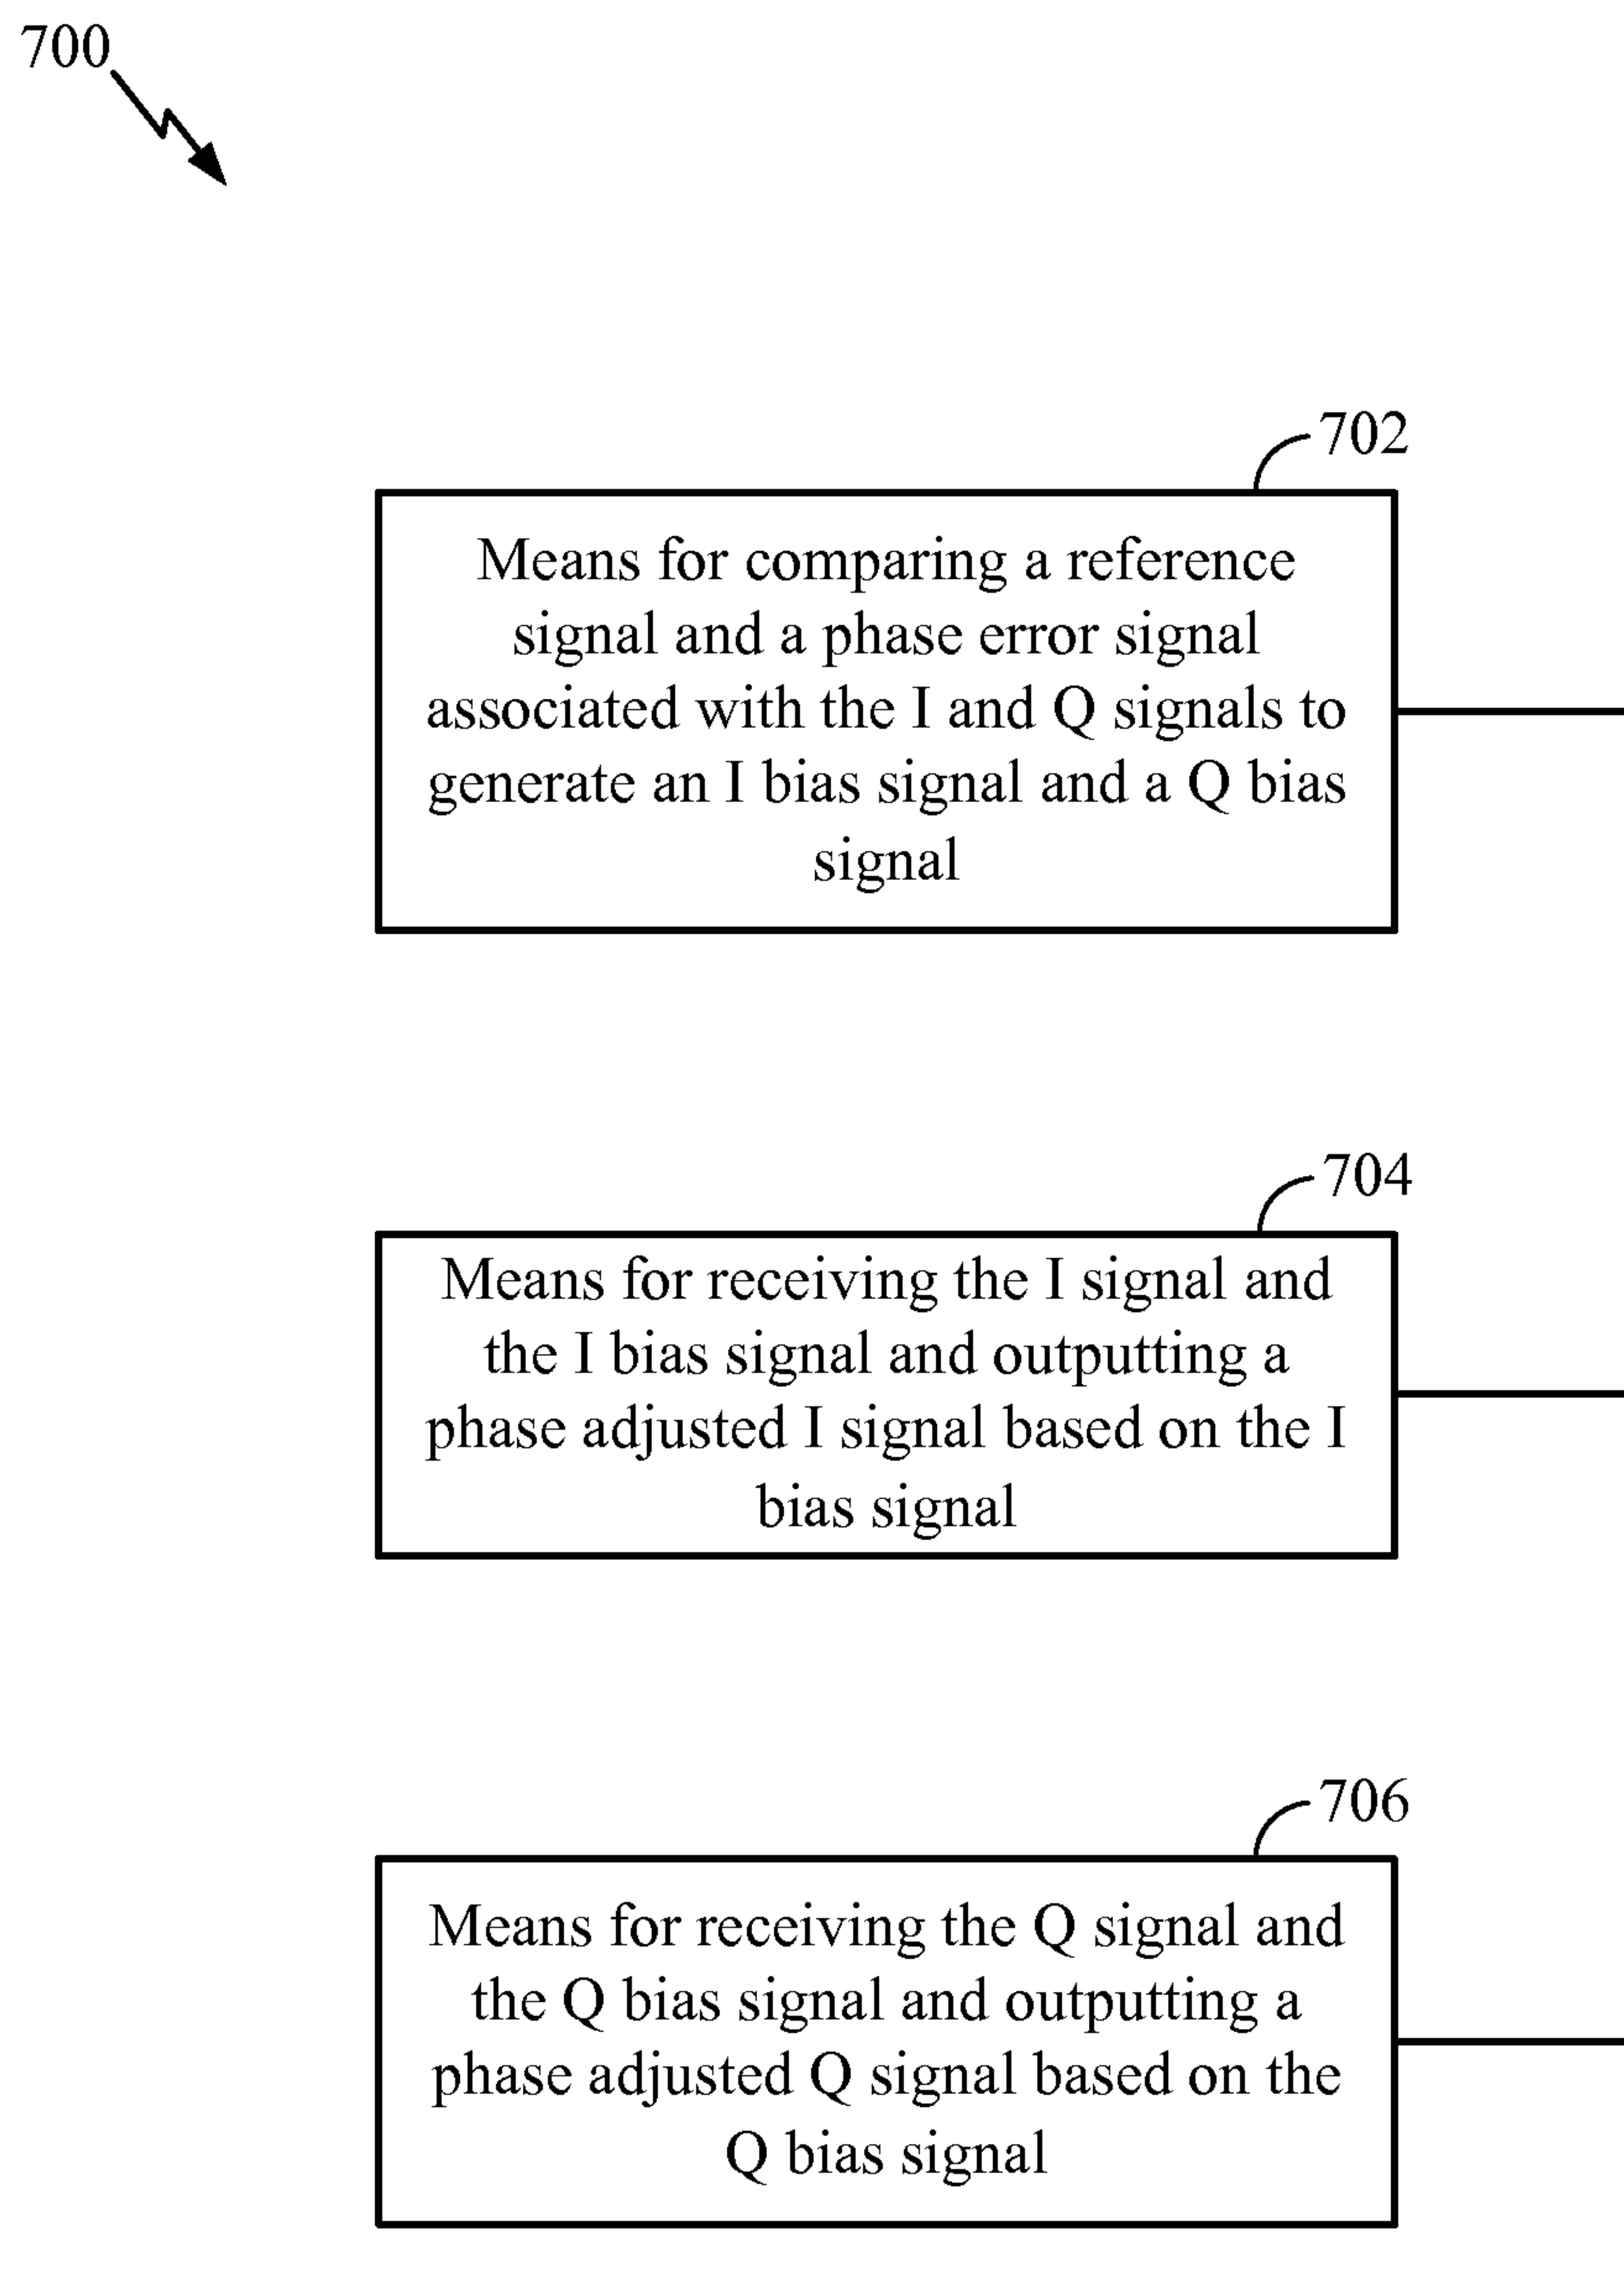 700
702
Means for comparing a reference
signal and a phase error signal
associated with the I and Q signals to
generate an I bias signal and a Q bias
signal
704
Means for receiving the I signal and
the I bias signal and outputting a
phase adjusted I signal based on the I
bias signal
706
Means for receiving the Q signal and
the Q bias signal and outputting a
phase adjusted Q signal based on the
Q bias signal